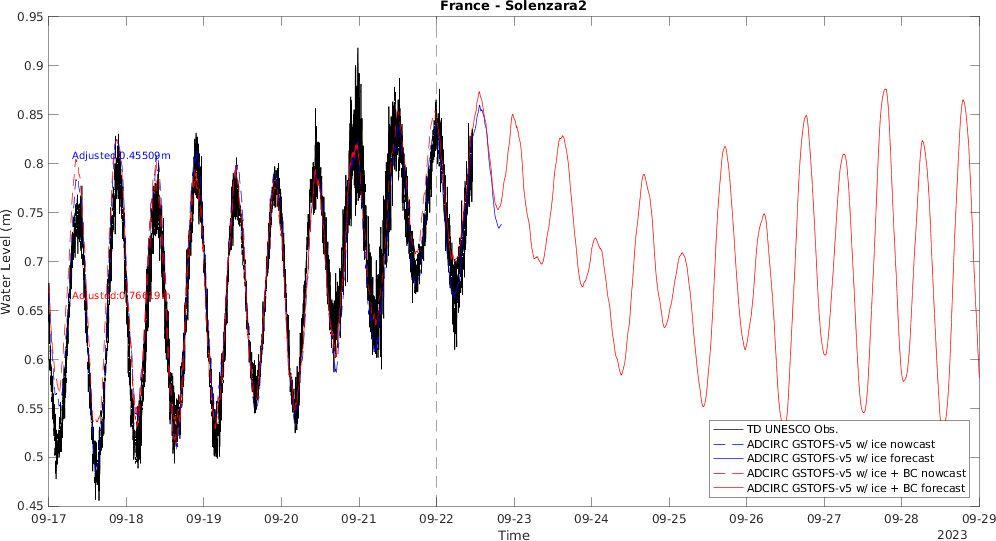 France - Solenzara2
0.95
0.9
0.85
0.8
0.75
0.7
0.65
0.6
0.55
0.5
0.45
Water Level (m)
Adjusted:0.45509m
Adjusted:0.76619m
09-17
09-18
09-19
09-20
09-21
09-22
09-23
09-24
09-25
09-26
09-27
09-28
09-29
Time
2023
TD UNESCO Obs.
ADCIRC GSTOFS-v5 w/ ice nowcast
ADCIRC GSTOFS-v5 w/ ice forecast
ADCIRC GSTOFS-v5 w/ ice + BC nowcast
ADCIRC GSTOFS-v5 w/ ice + BC forecast